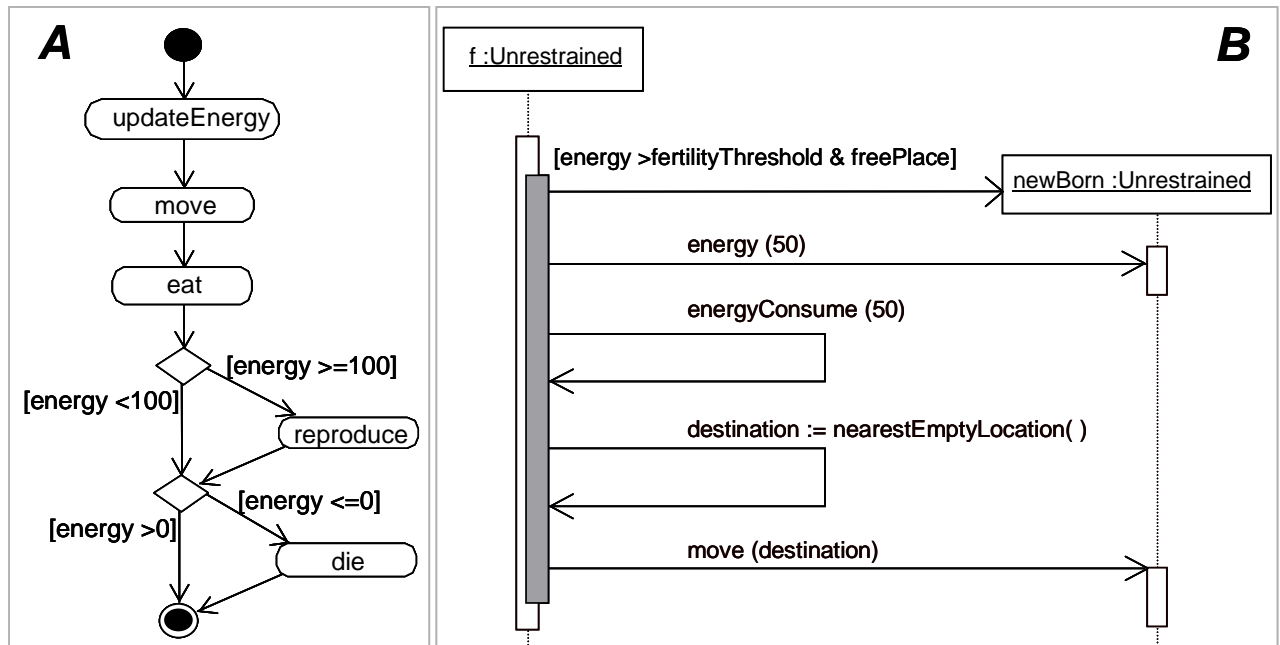 A
updateEnergy
move
eat
[energy >=100]
[energy <100]
reproduce
[energy <=0]
[energy >0]
die
B
f :Unrestrained
[energy >fertilityThreshold & freePlace]
newBorn :Unrestrained
energy (50)
energyConsume (50)
destination := nearestEmptyLocation( )
move (destination)